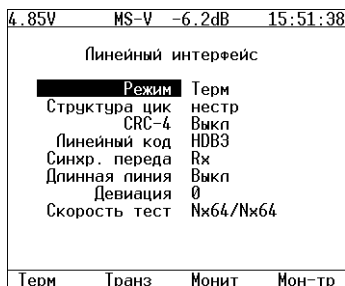 4.85V MS-V -6.2dB 15:51:38
Линейный интерфейс
Режим Терм
Структура цик нестр
CRC-4 Выкл
Линейный код HDB3
Синхр. переда Rx
Длинная линия Выкл
Девиация 0
Скорость тест Nx64/Nx64
Терм Транз Монит Мон-тр